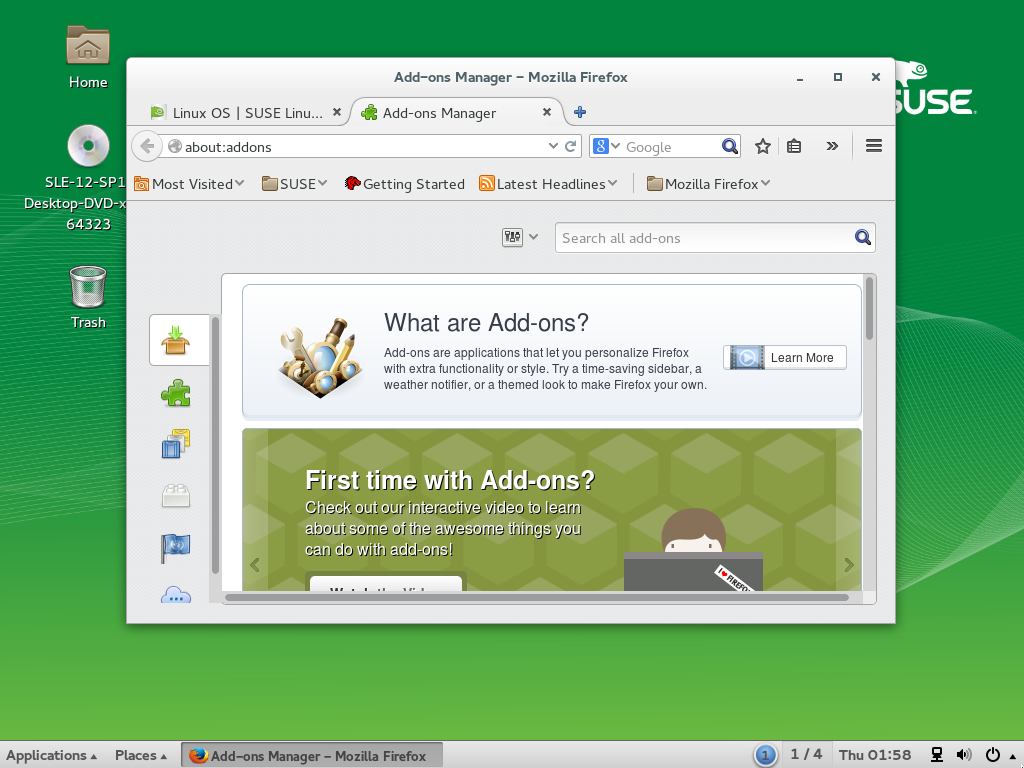 Home
SLE-12-SP1
Desktop-DVD-x
64323
Trash
SUSE
Add-ons Manager - Mozilla Firefox
Linux OS | SUSE Linu...
Add-ons Manager
about:addons
8
Google
Most Visited
SUSE
Getting Started
Latest Headlines
Mozilla Firefox
Search all add-ons
What are Add-ons?
Add-ons are applications that let you personalize Firefox
with extra functionality or style. Try a time-saving sidebar, a
weather notifier, or a themed look to make Firefox your own.
Learn More
First time with Add-ons?
Check out our interactive video to learn
about some of the awesome things you
can do with add-ons!
I ♥ FIREFOX
Applications
Places
Add-ons Manager - Mozilla Firefox
1
1 / 4
Thu 01:58